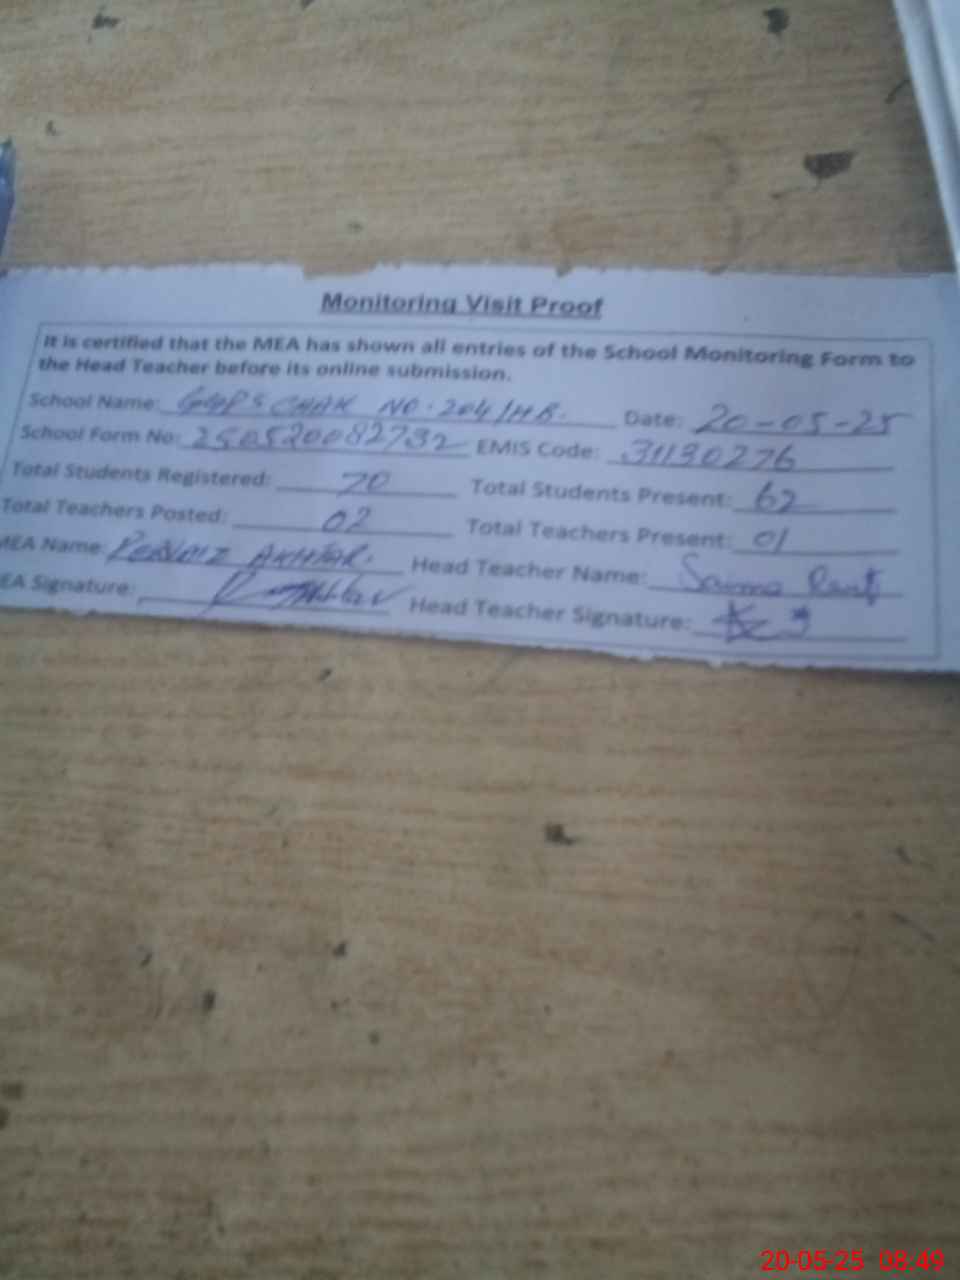 Monitoring Visit Proof
It is certified that the MEA has shown all entries of the School Monitoring Form to
the Head Teacher before its online submission.
School Name: GGPS CHAK NO. 204/HR. Date: 20-05-25
School Form No: 250520082732 EMIS Code: 31130276
Total Students Registered: 70 Total Students Present: 62
Total Teachers Posted: 02 Total Teachers Present: 01
MEA Name: PERVAIZ AKHTAR. Head Teacher Name: Saima
EA Signature: Head Teacher Signature:
20-05-25 08:49